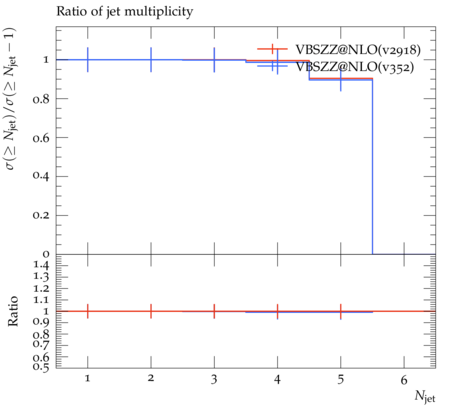 Ratio of jet multiplicity
σ(≥ Njet)/σ(≥ Njet − 1)
VBSZZ@NLO(v2918)
VBSZZ@NLO(v352)
1
0.8
0.6
0.4
0.2
0
Ratio
1.4
1.3
1.2
1.1
1
0.9
0.8
0.7
0.6
0.5
1 2 3 4 5 6
Njet